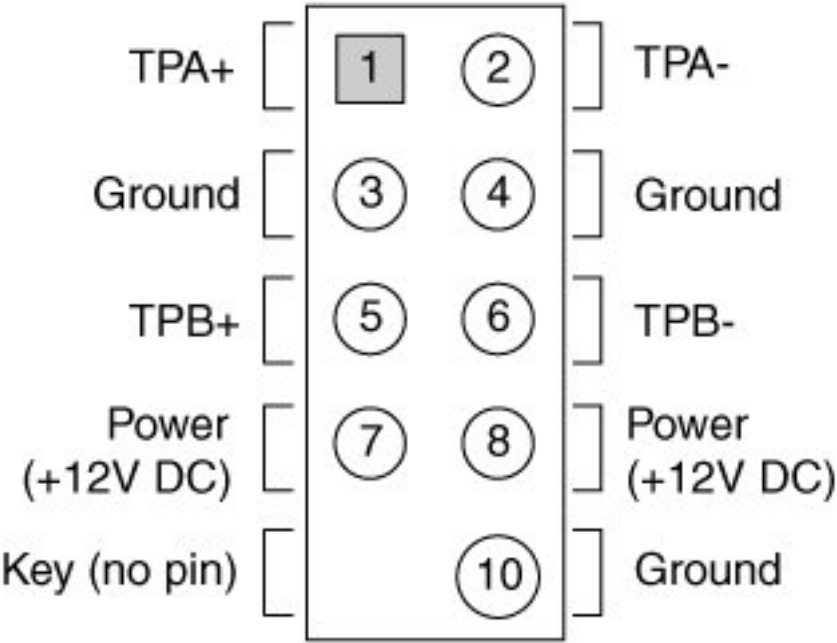 TPA+ 1 2 TPA-
Ground 3 4 Ground
TPB+ 5 6 TPB-
Power 7 8 Power
(+12V DC) (+12V DC)
Key (no pin) 10 Ground